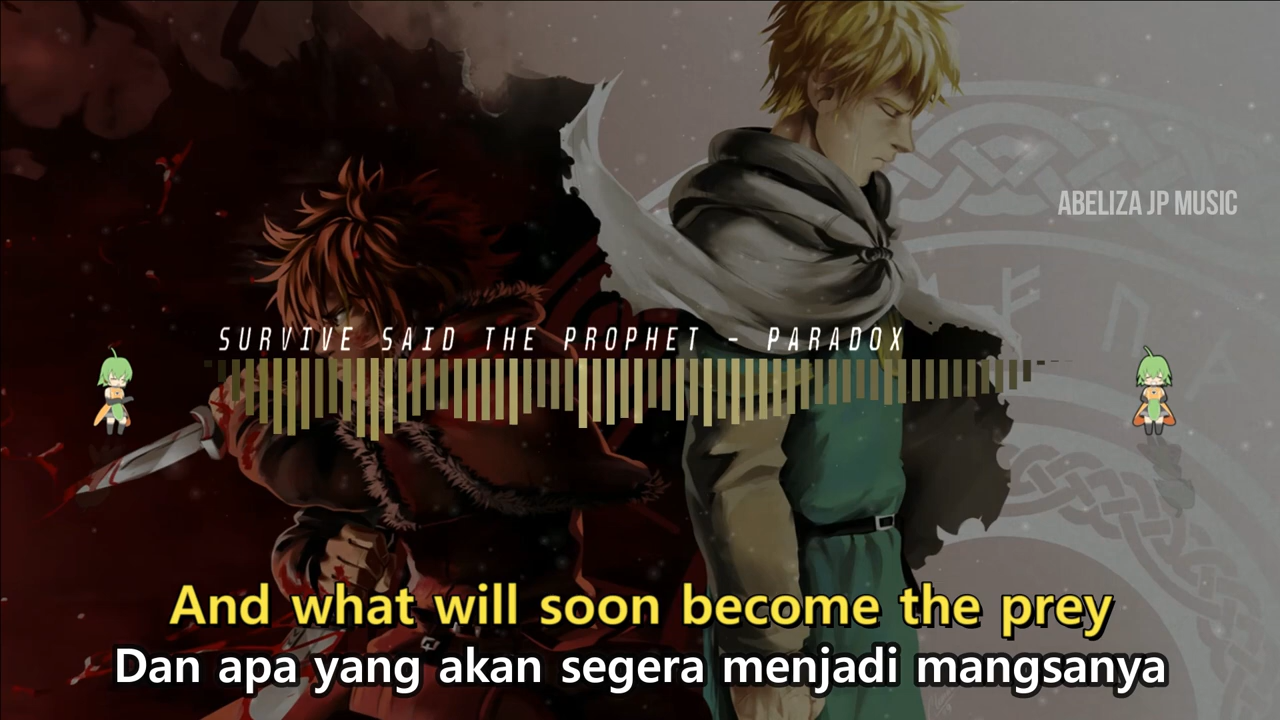 ABELIZA JP MUSIC
SURVIVE SAID THE PROPHET - PARADOX
And what will soon become the prey
Dan apa yang akan segera menjadi mangsanya